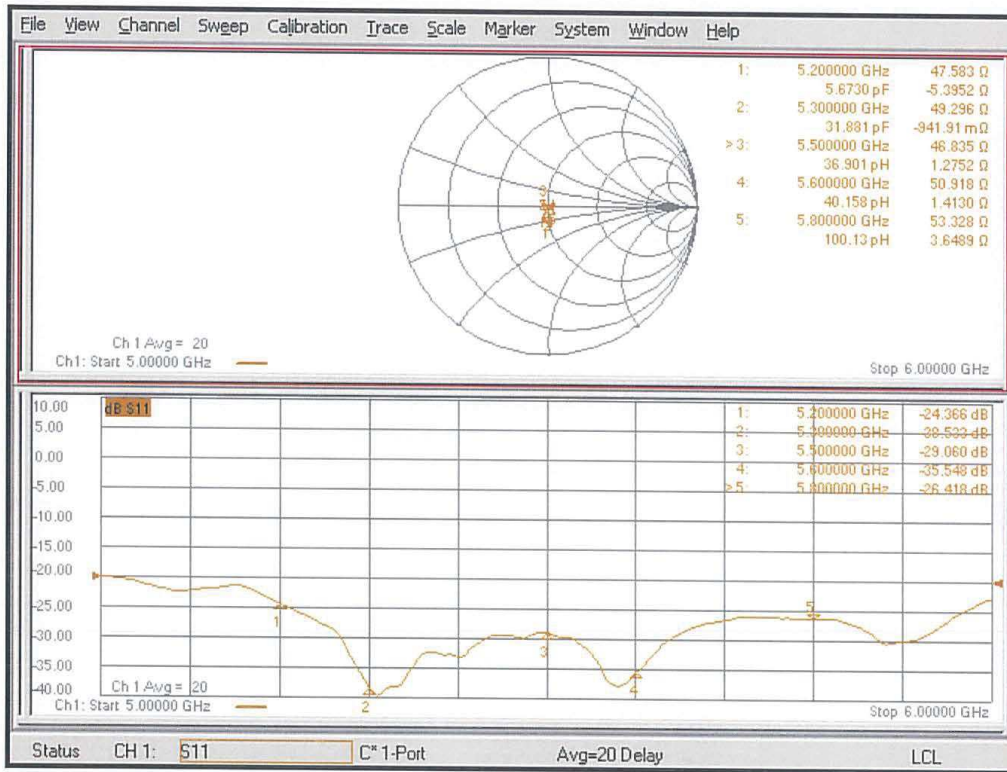 File View Channel Sweep Calibration Trace Scale Marker System Window Help
1: 5.200000 GHz 47.583 Ω
5.6730 pF -5.3952 Ω
2: 5.300000 GHz 49.296 Ω
31.881 pF -941.91 mΩ
>3: 5.500000 GHz 46.835 Ω
36.901 pH 1.2752 Ω
4: 5.600000 GHz 50.918 Ω
40.158 pH 1.4130 Ω
5: 5.800000 GHz 53.328 Ω
100.13 pH 3.6489 Ω
3
1
Ch 1 Avg = 20
Ch1: Start 5.00000 GHz
Stop 6.00000 GHz
10.00
5.00
0.00
-5.00
-10.00
-15.00
-20.00
-25.00
-30.00
-35.00
-40.00
dB S11
1: 5.200000 GHz -24.366 dB
2: 5.300000 GHz -38.533 dB
3: 5.500000 GHz -29.060 dB
4: 5.600000 GHz -35.548 dB
>5: 5.800000 GHz -26.418 dB
1
2
3
4
5
Ch 1 Avg = 20
Ch1: Start 5.00000 GHz
Stop 6.00000 GHz
Status CH 1: S11 C* 1-Port Avg=20 Delay LCL